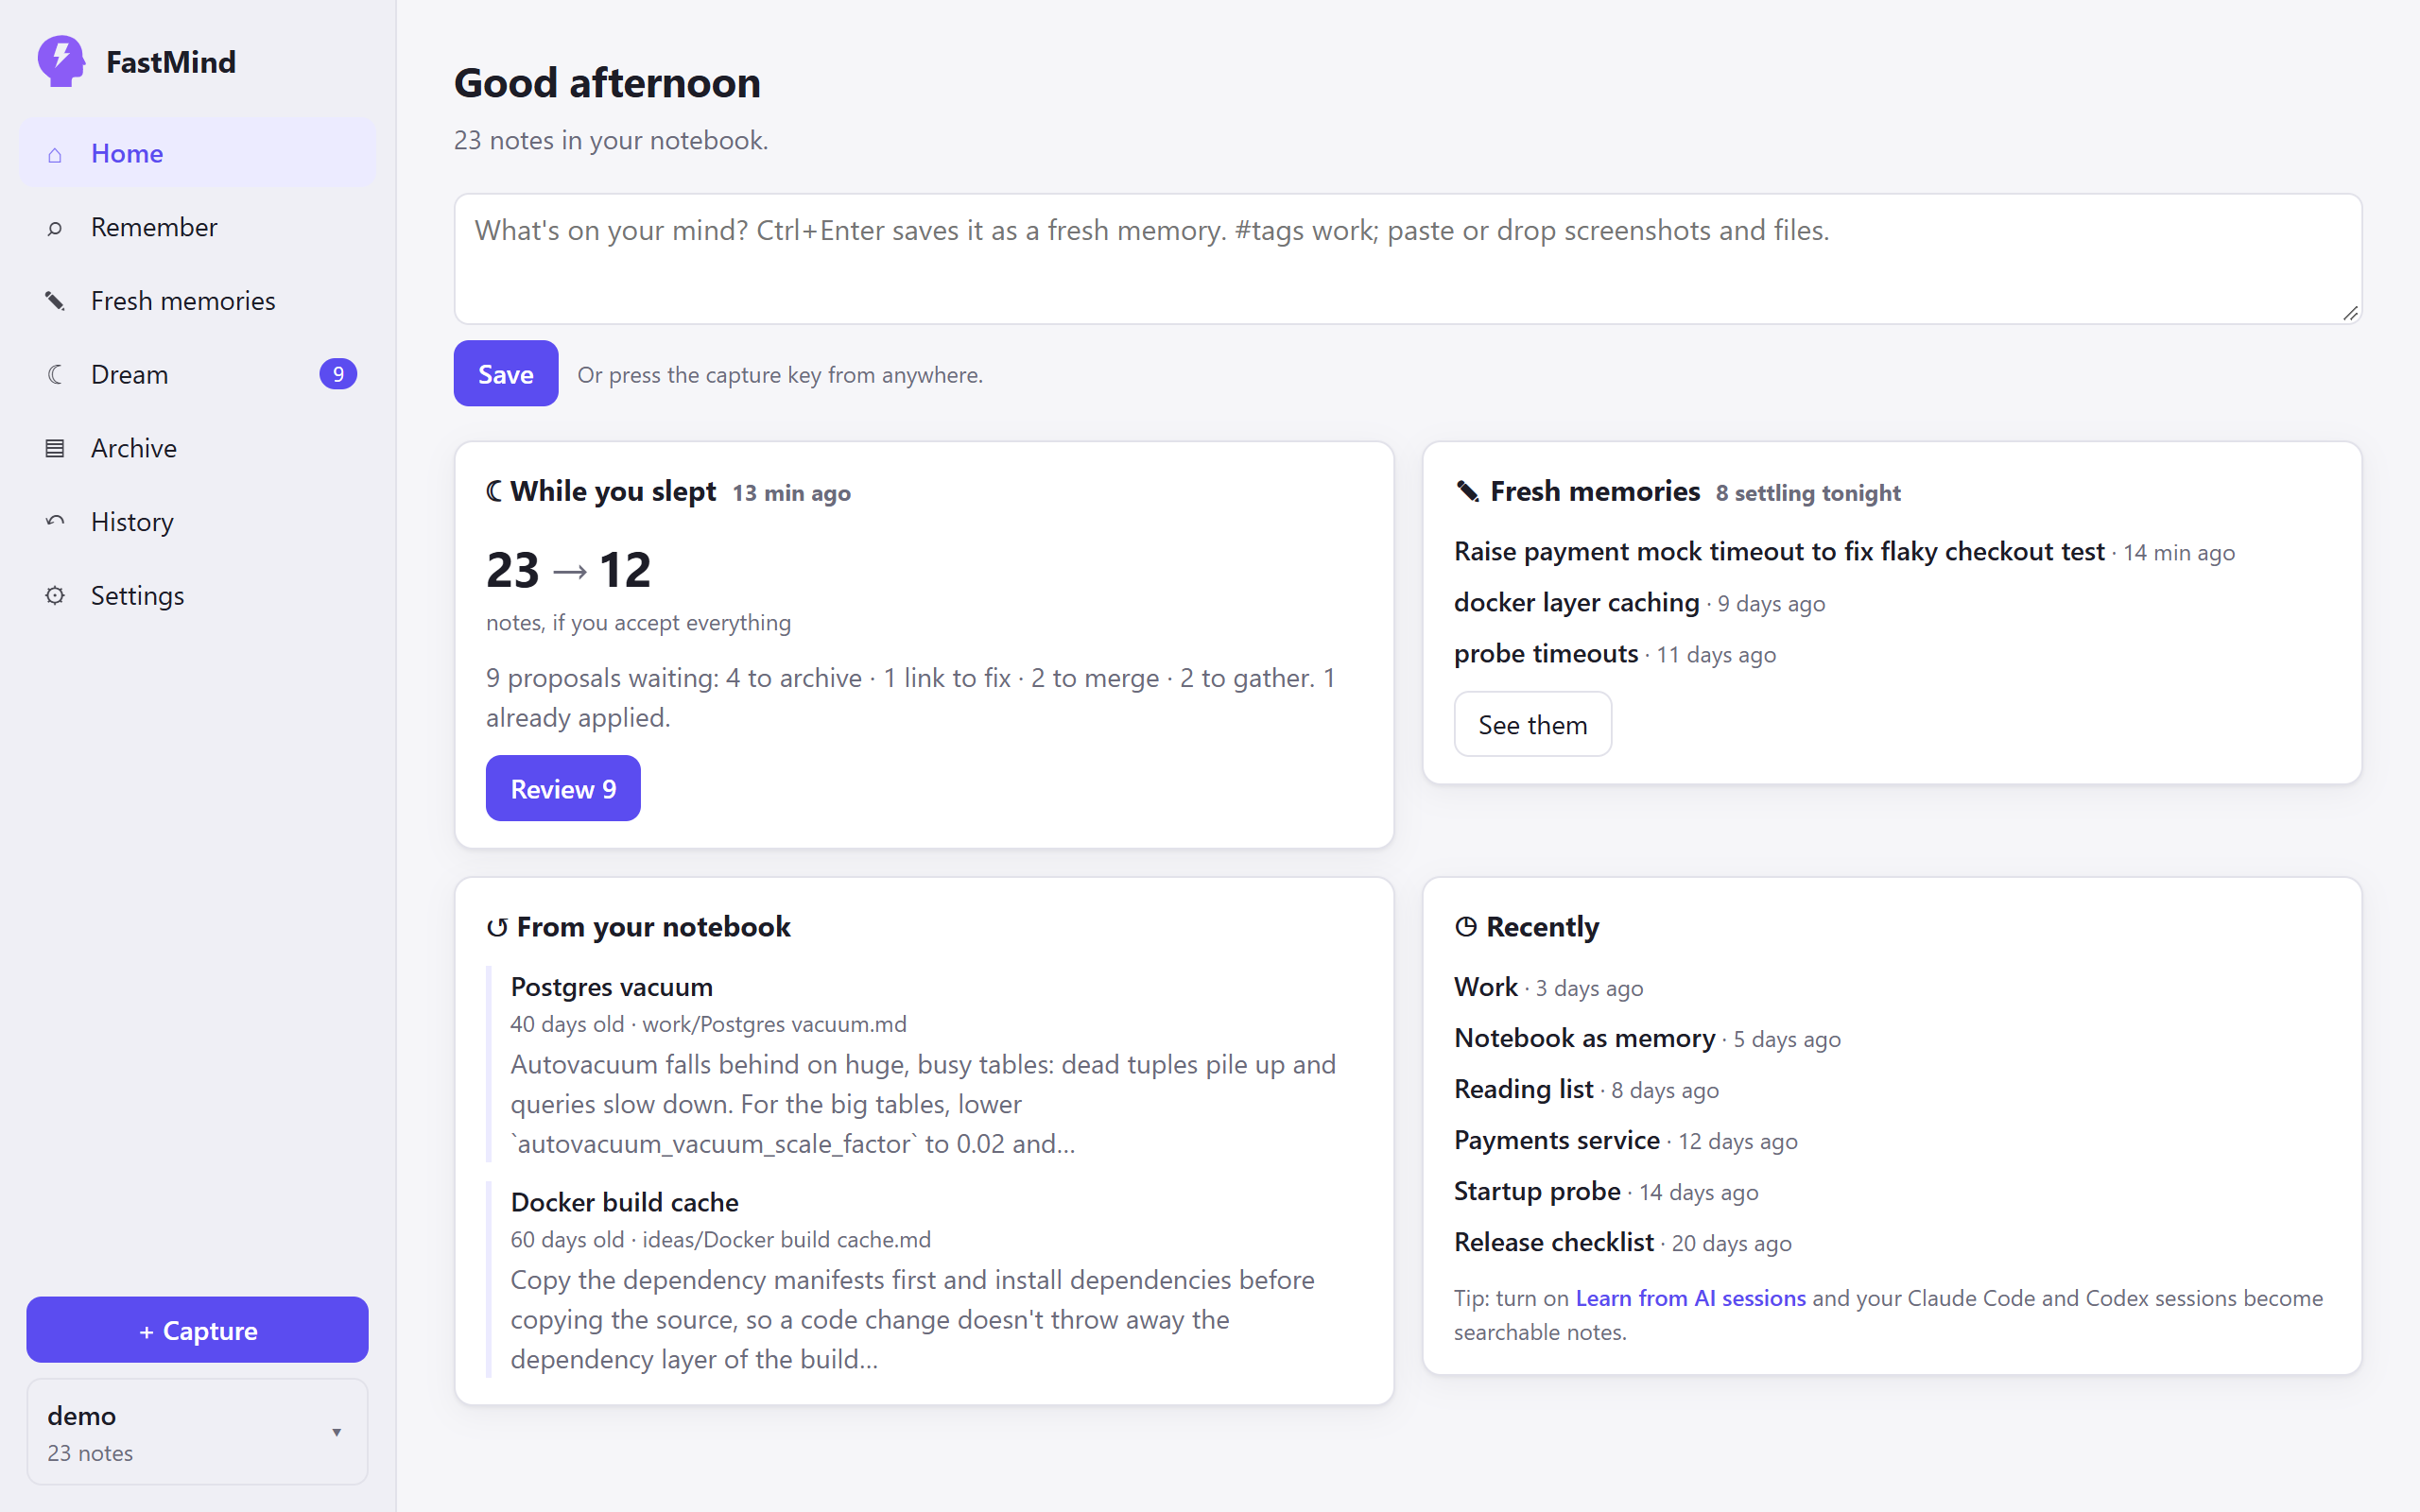 FastMind
Home
Remember
Fresh memories
Dream 9
Archive
History
Settings
+ Capture
demo
23 notes
Good afternoon
23 notes in your notebook.
What's on your mind? Ctrl+Enter saves it as a fresh memory. #tags work; paste or drop screenshots and files.
Save Or press the capture key from anywhere.
While you slept 13 min ago
23 → 12
notes, if you accept everything
9 proposals waiting: 4 to archive · 1 link to fix · 2 to merge · 2 to gather. 1
already applied.
Review 9
Fresh memories 8 settling tonight
Raise payment mock timeout to fix flaky checkout test · 14 min ago
docker layer caching · 9 days ago
probe timeouts · 11 days ago
See them
From your notebook
Postgres vacuum
40 days old · work/Postgres vacuum.md
Autovacuum falls behind on huge, busy tables: dead tuples pile up and
queries slow down. For the big tables, lower
`autovacuum_vacuum_scale_factor` to 0.02 and…
Docker build cache
60 days old · ideas/Docker build cache.md
Copy the dependency manifests first and install dependencies before
copying the source, so a code change doesn't throw away the
dependency layer of the build…
Recently
Work · 3 days ago
Notebook as memory · 5 days ago
Reading list · 8 days ago
Payments service · 12 days ago
Startup probe · 14 days ago
Release checklist · 20 days ago
Tip: turn on Learn from AI sessions and your Claude Code and Codex sessions become
searchable notes.